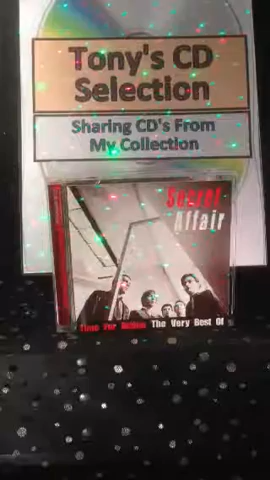 Tony's CD
Selection
Sharing CD's From
My Collection
Secret
Affair
Time For Action The Very Best Of